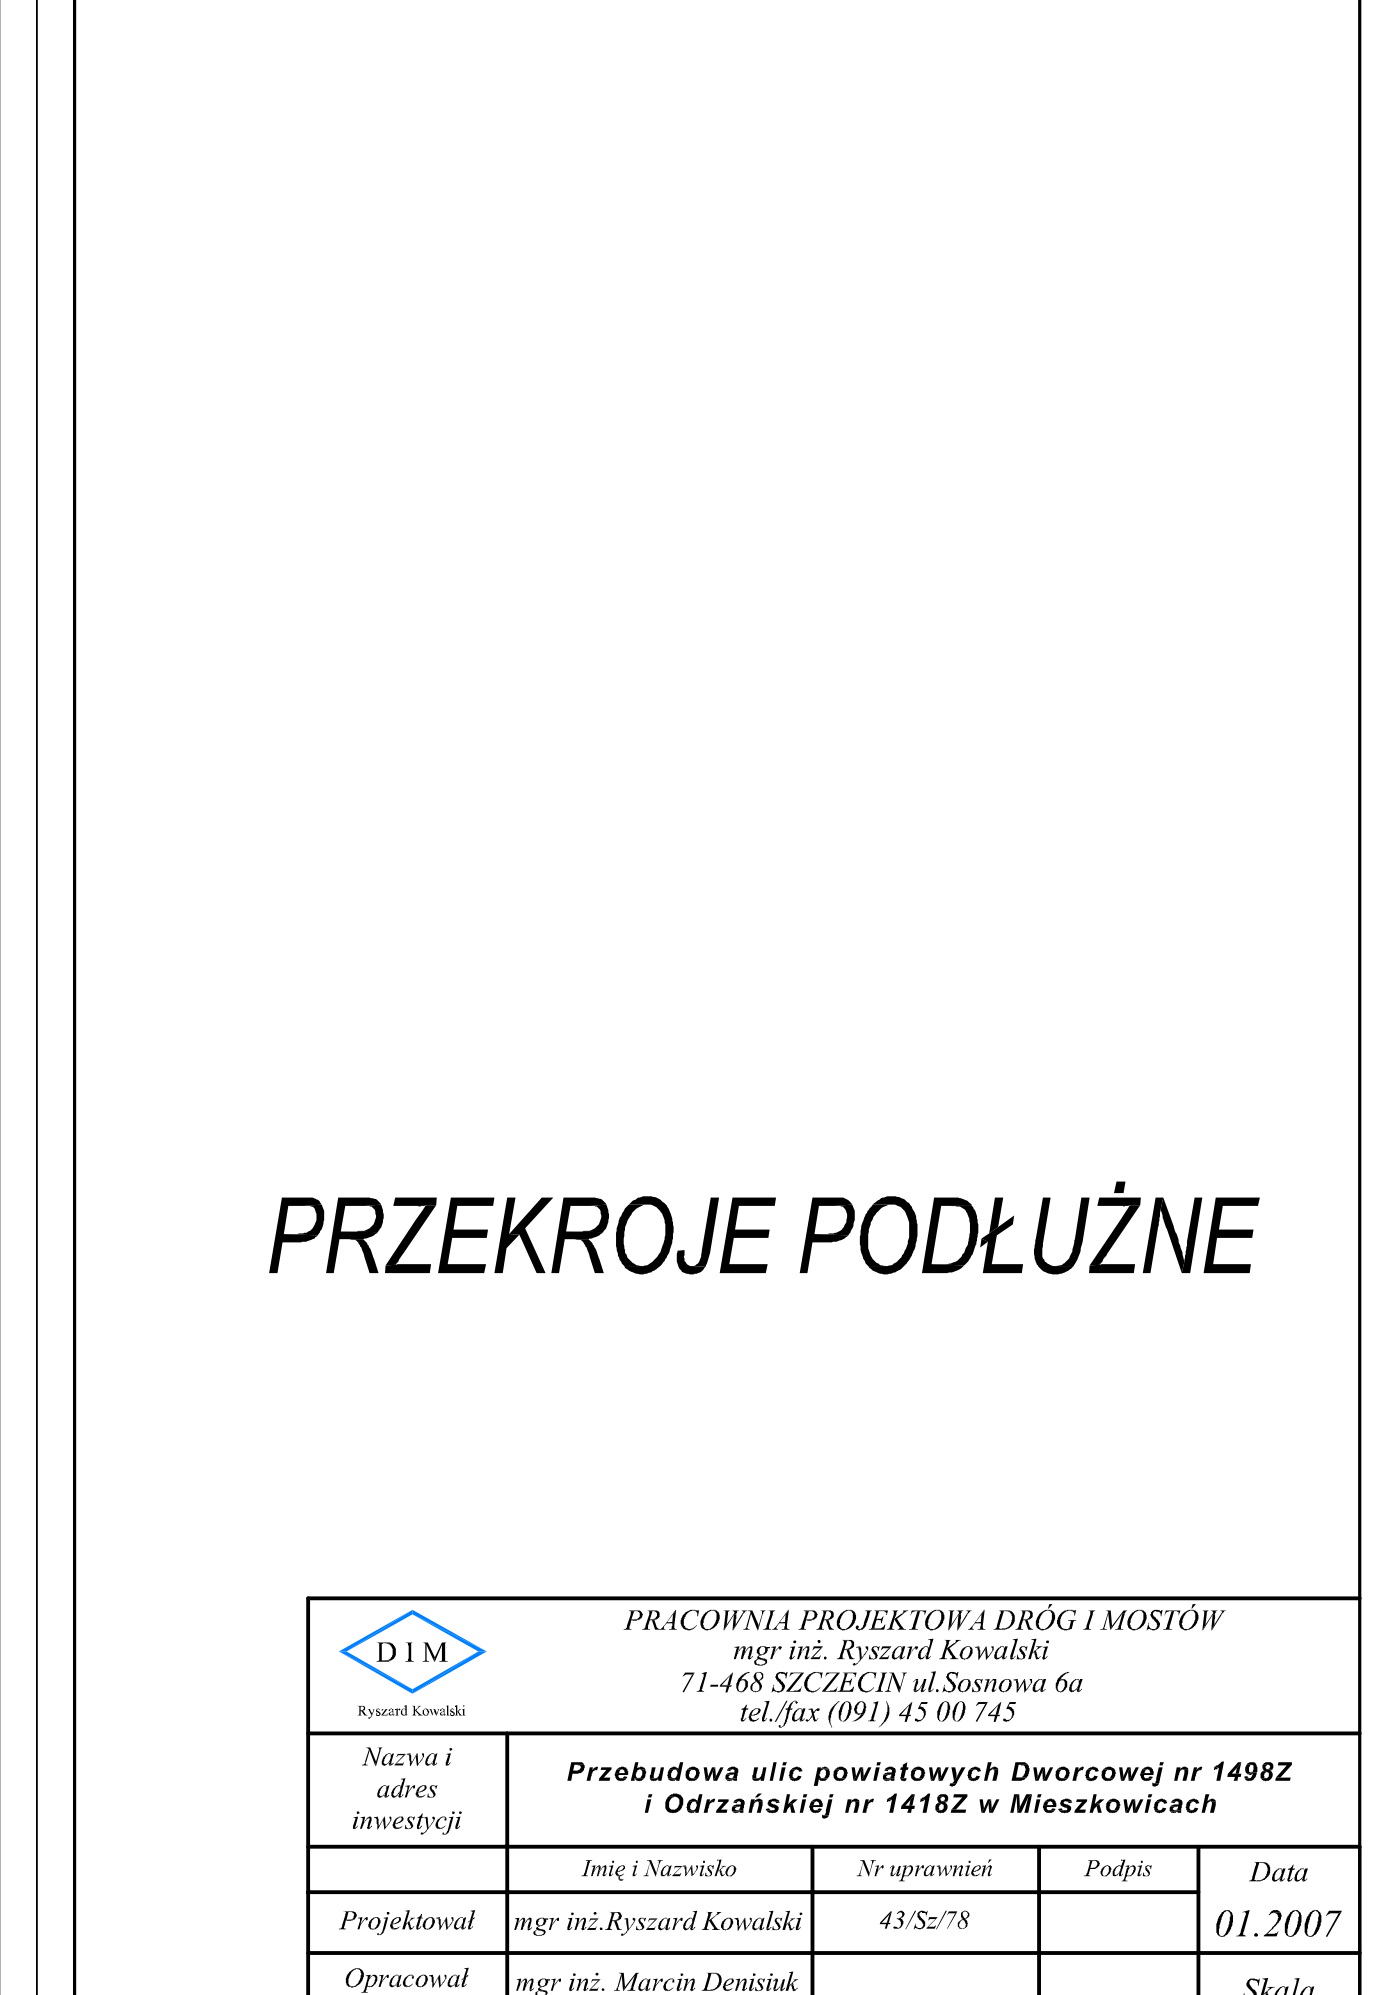 PRZEKROJE PODŁUŻNE
D I M
Ryszard Kowalski
PRACOWNIA PROJEKTOWA DRÓG I MOSTÓW
mgr inż. Ryszard Kowalski
71-468 SZCZECIN ul.Sosnowa 6a
tel./fax (091) 45 00 745
Nazwa i
adres
inwestycji
Przebudowa ulic powiatowych Dworcowej nr 1498Z
i Odrzańskiej nr 1418Z w Mieszkowicach
Imię i Nazwisko
Nr uprawnień
Podpis
Data
Projektował
mgr inż.Ryszard Kowalski
43/Sz/78
01.2007
Opracował
mgr inż. Marcin Denisiuk
Skala